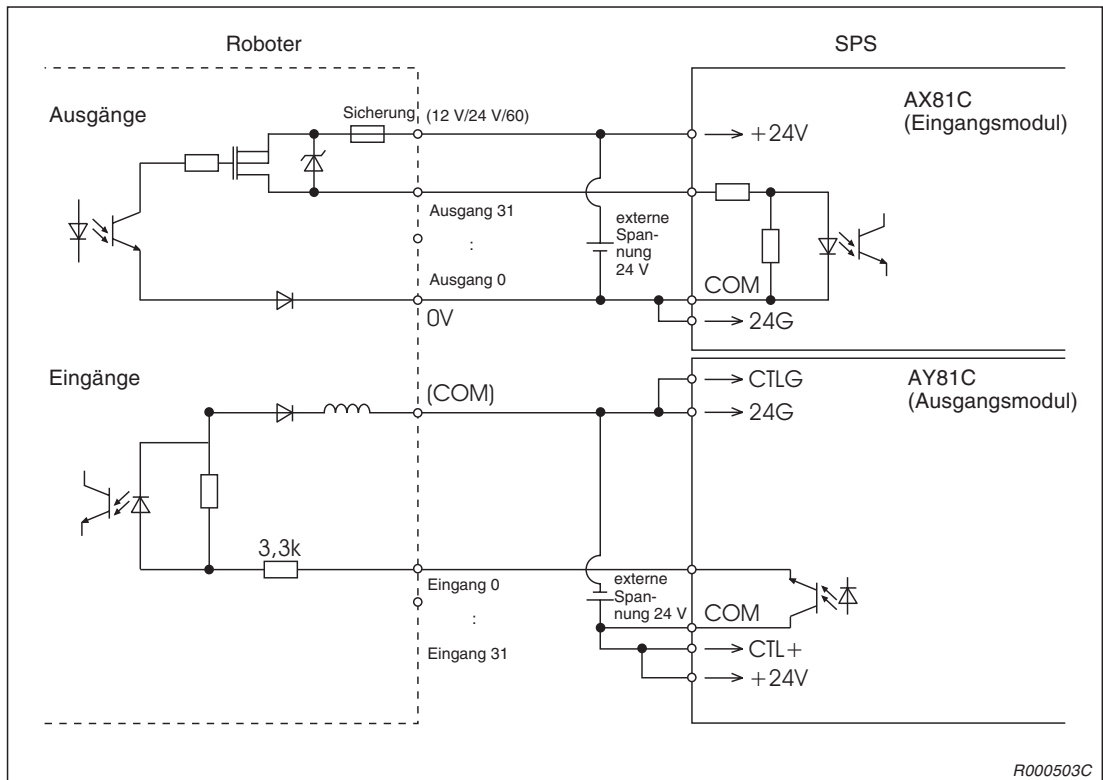 Roboter
SPS
Ausgänge
Sicherung
(12 V/24 V/60)
AX81C
(Eingangsmodul)
+24V
Ausgang 31
:
Ausgang 0
externe
Span-
nung
24 V
COM
0V
24G
Eingänge
(COM)
CTLG
24G
AY81C
(Ausgangsmodul)
3,3k
Eingang 0
:
Eingang 31
externe
Span-
nung 24 V
COM
CTL+
+24V
R000503C